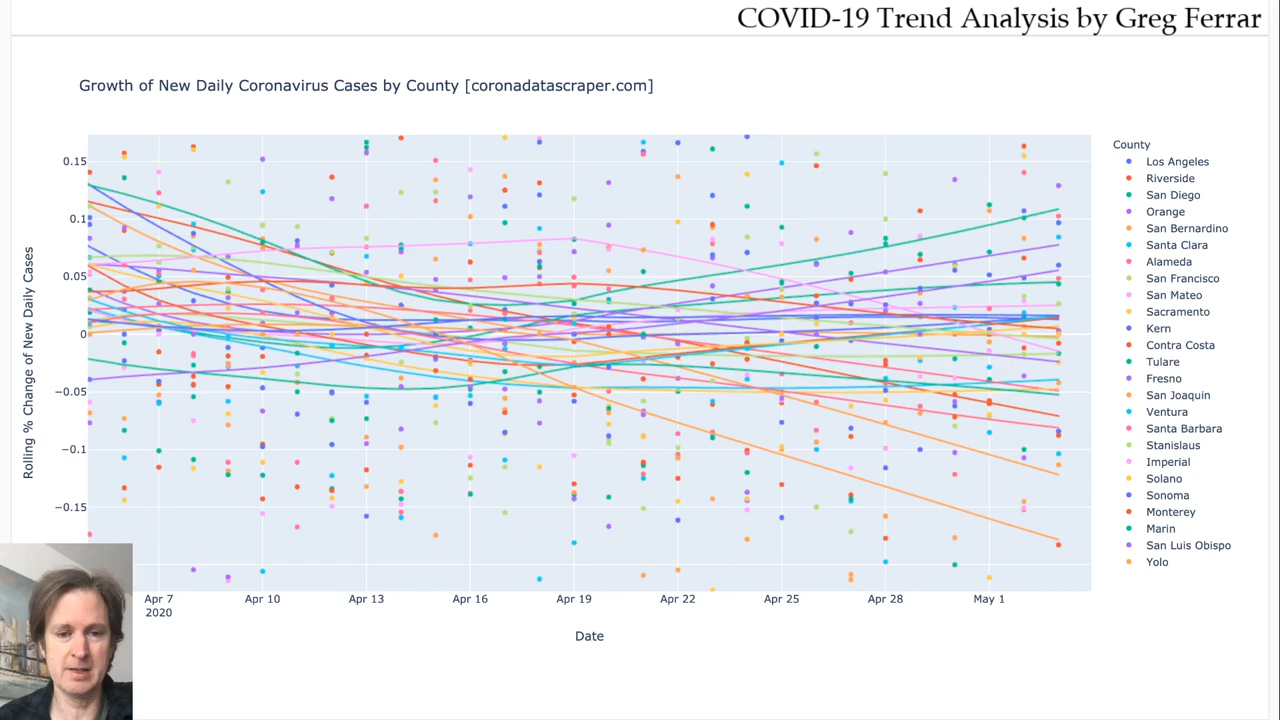 COVID-19 Trend Analysis by Greg Ferrar
Growth of New Daily Coronavirus Cases by County [coronadatascraper.com]
Rolling % Change of New Daily Cases
0.15
0.1
0.05
0
−0.05
−0.1
−0.15
Apr 7
2020
Apr 10
Apr 13
Apr 16
Apr 19
Apr 22
Apr 25
Apr 28
May 1
Date
County
Los Angeles
Riverside
San Diego
Orange
San Bernardino
Santa Clara
Alameda
San Francisco
San Mateo
Sacramento
Kern
Contra Costa
Tulare
Fresno
San Joaquin
Ventura
Santa Barbara
Stanislaus
Imperial
Solano
Sonoma
Monterey
Marin
San Luis Obispo
Yolo